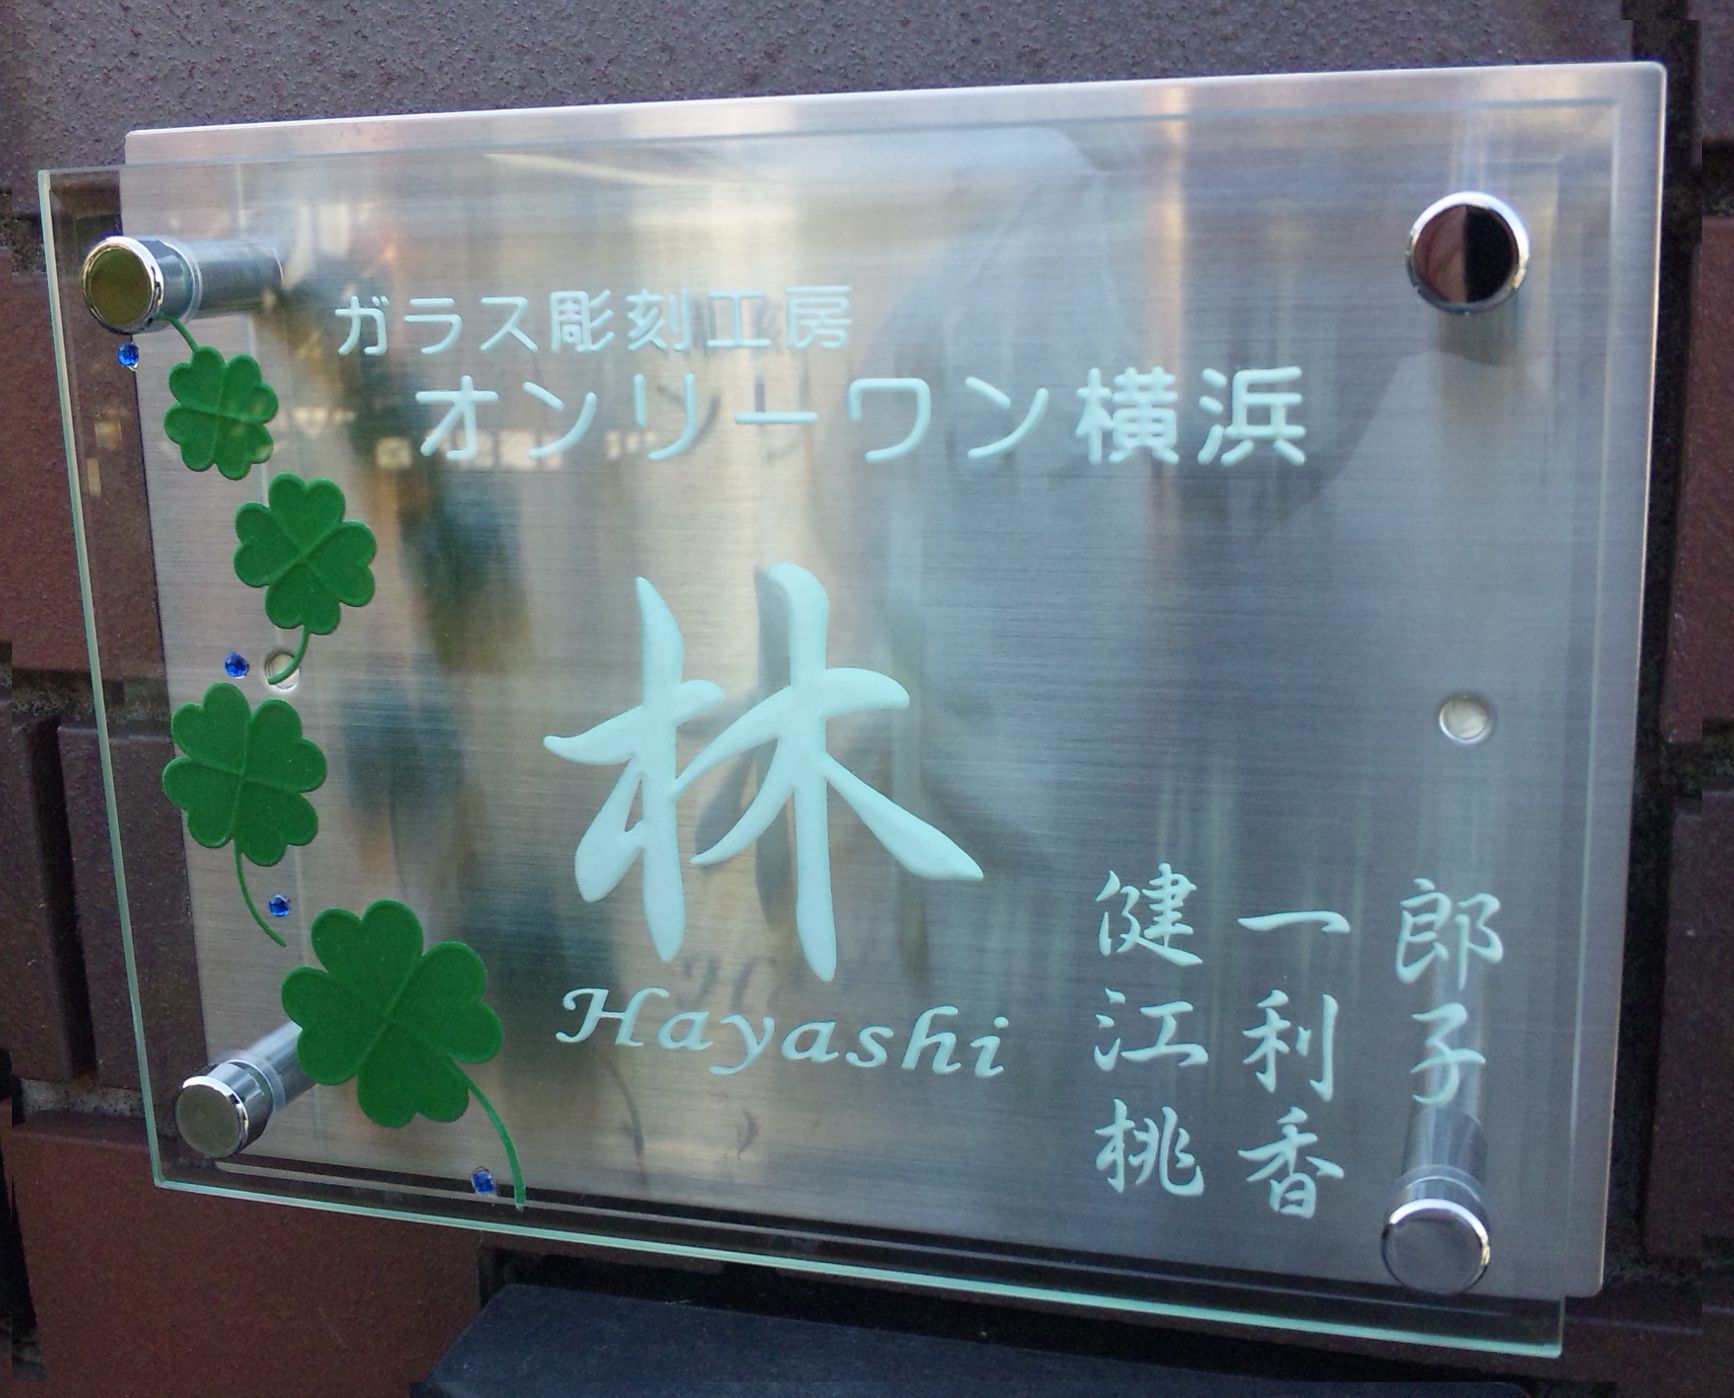 ガラス彫刻工房
オンリーワン横浜
林
Hayashi
健一郎
江利子
桃香